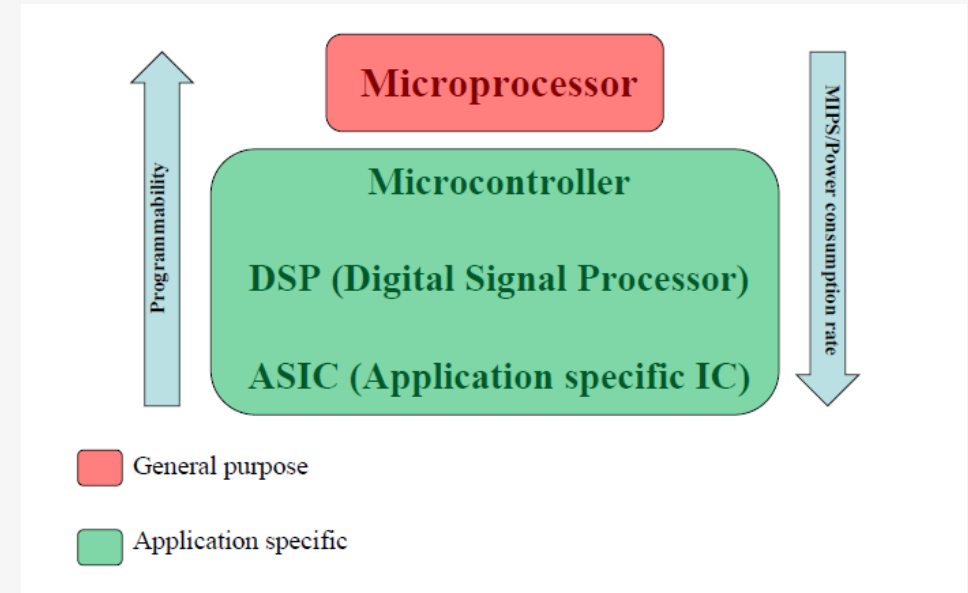 Microprocessor
Programmability
MIPS/Power consumption rate
Microcontroller
DSP (Digital Signal Processor)
ASIC (Application specific IC)
General purpose
Application specific